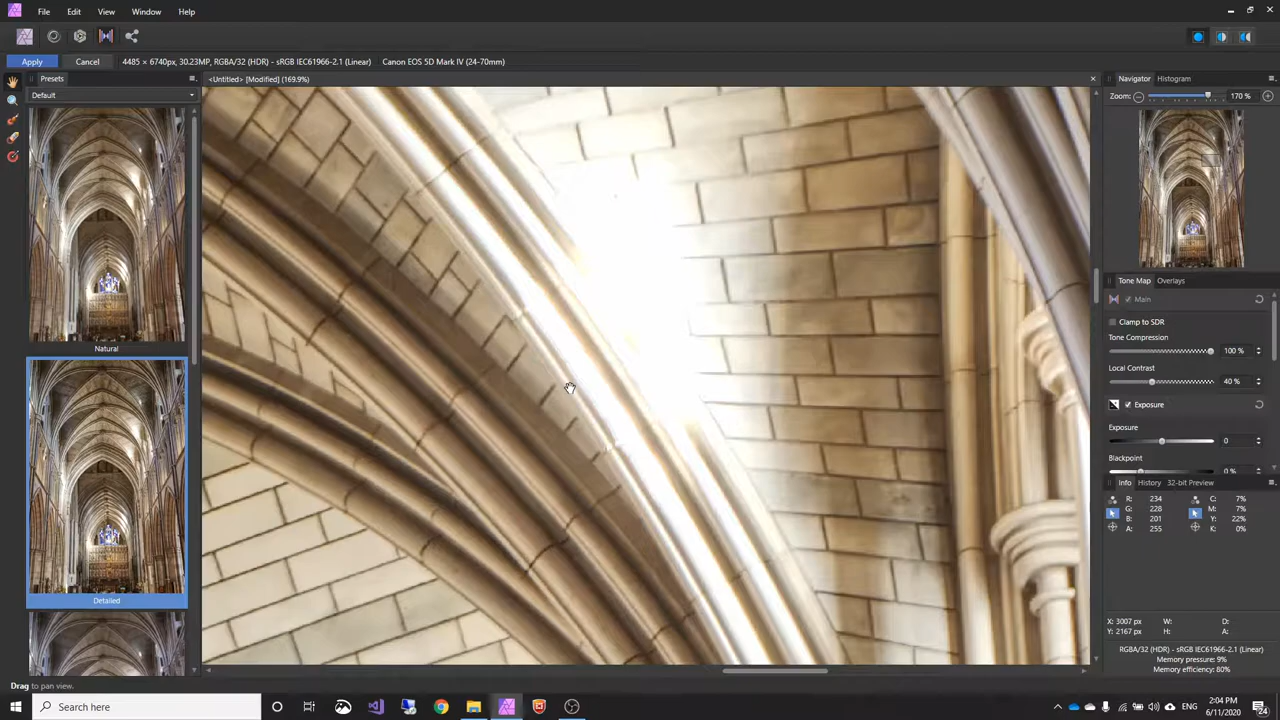 File Edit View Window Help
Apply Cancel 4485 × 6740px, 30.23MP, RGBA/32 (HDR) - sRGB IEC61966-2.1 (Linear) Canon EOS 5D Mark IV (24-70mm)
Presets
<Untitled> [Modified] (169.9%)
Navigator Histogram
Default
Zoom: 170 %
Natural
Detailed
Tone Map Overlays
Main
Clamp to SDR
Tone Compression
100 %
Local Contrast
40 %
Exposure
Exposure
0
Blackpoint
0 %
Info History 32-bit Preview
R: 234 C: 7%
G: 228 M: 7%
B: 201 Y: 22%
A: 255 K: 0%
X: 3007 px W: D:
Y: 2167 px H: A:
RGBA/32 (HDR) - sRGB IEC61966-2.1 (Linear)
Memory pressure: 9%
Memory efficiency: 80%
Drag to pan view.
Search here
ENG
2:04 PM
6/11/2020
24